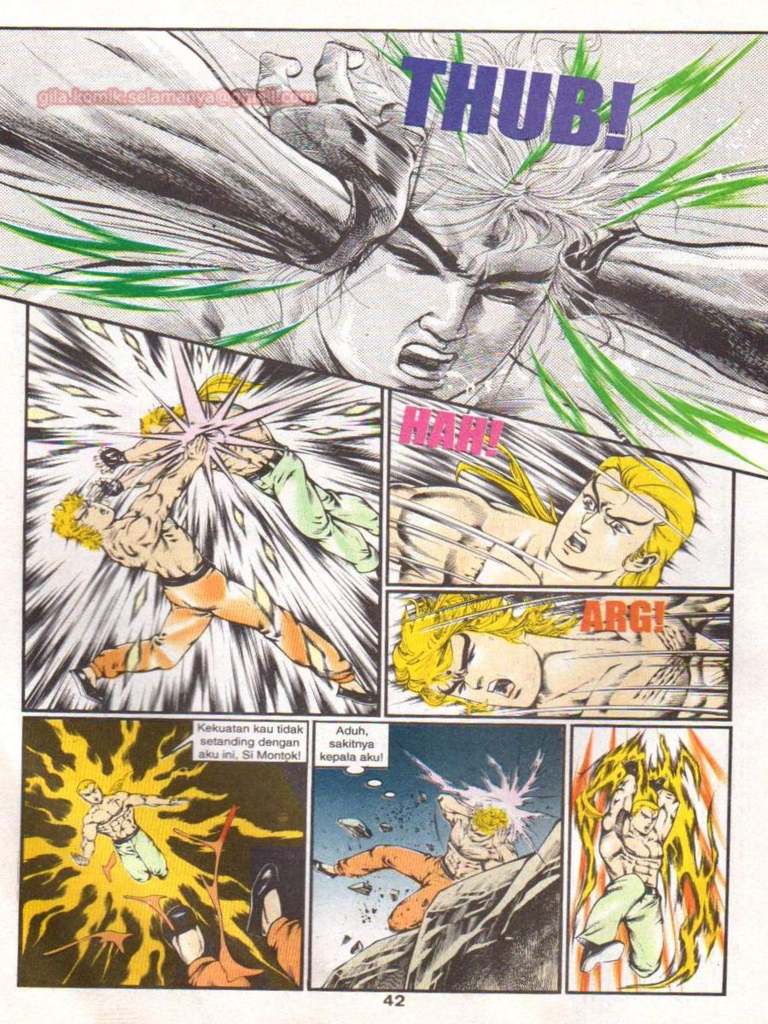 THUB!
gila.komik.selamanya@gmail.com
HAH!
ARG!
Kekuatan kau tidak
setanding dengan
aku ini, Si Montok!
Aduh,
sakitnya
kepala aku!
42